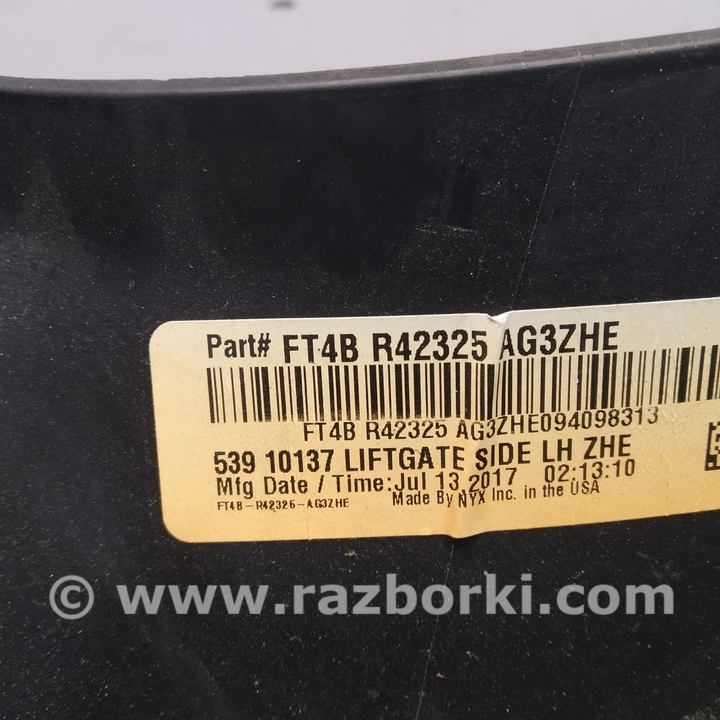 Part# FT4B R42325 AG3ZHE
FT4B R42325 AG3ZHE094098313
539 10137 LIFTGATE SIDE LH ZHE
Mfg Date / Time:Jul 13,2017 02:13:10
FT4B-R42326-AG3ZHE Made By NYX Inc. in the USA
© www.razborki.com